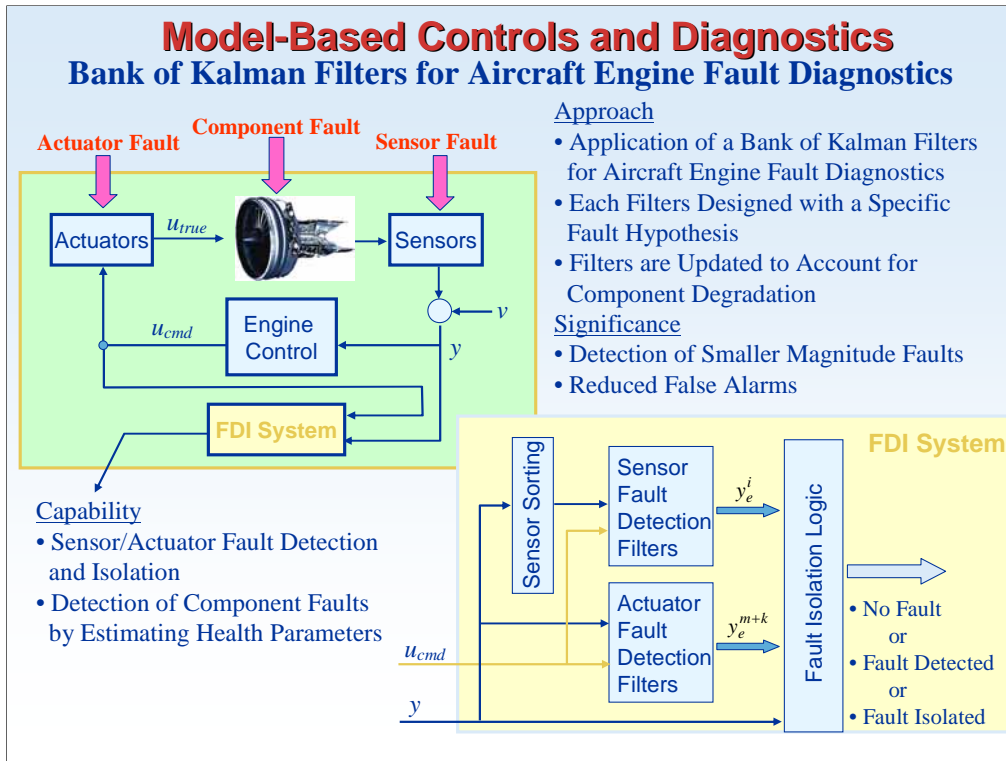 Model-Based Controls and Diagnostics
Bank of Kalman Filters for Aircraft Engine Fault Diagnostics
Actuator Fault
Component Fault
Sensor Fault
Actuators
u_true
Sensors
v
u_cmd
Engine
Control
y
FDI System
Approach
• Application of a Bank of Kalman Filters
for Aircraft Engine Fault Diagnostics
• Each Filters Designed with a Specific
Fault Hypothesis
• Filters are Updated to Account for
Component Degradation
Significance
• Detection of Smaller Magnitude Faults
• Reduced False Alarms
Capability
• Sensor/Actuator Fault Detection
and Isolation
• Detection of Component Faults
by Estimating Health Parameters
FDI System
Sensor Sorting
Sensor
Fault
Detection
Filters
y_e^i
Actuator
Fault
Detection
Filters
y_e^{m+k}
Fault Isolation Logic
u_cmd
y
• No Fault
or
• Fault Detected
or
• Fault Isolated